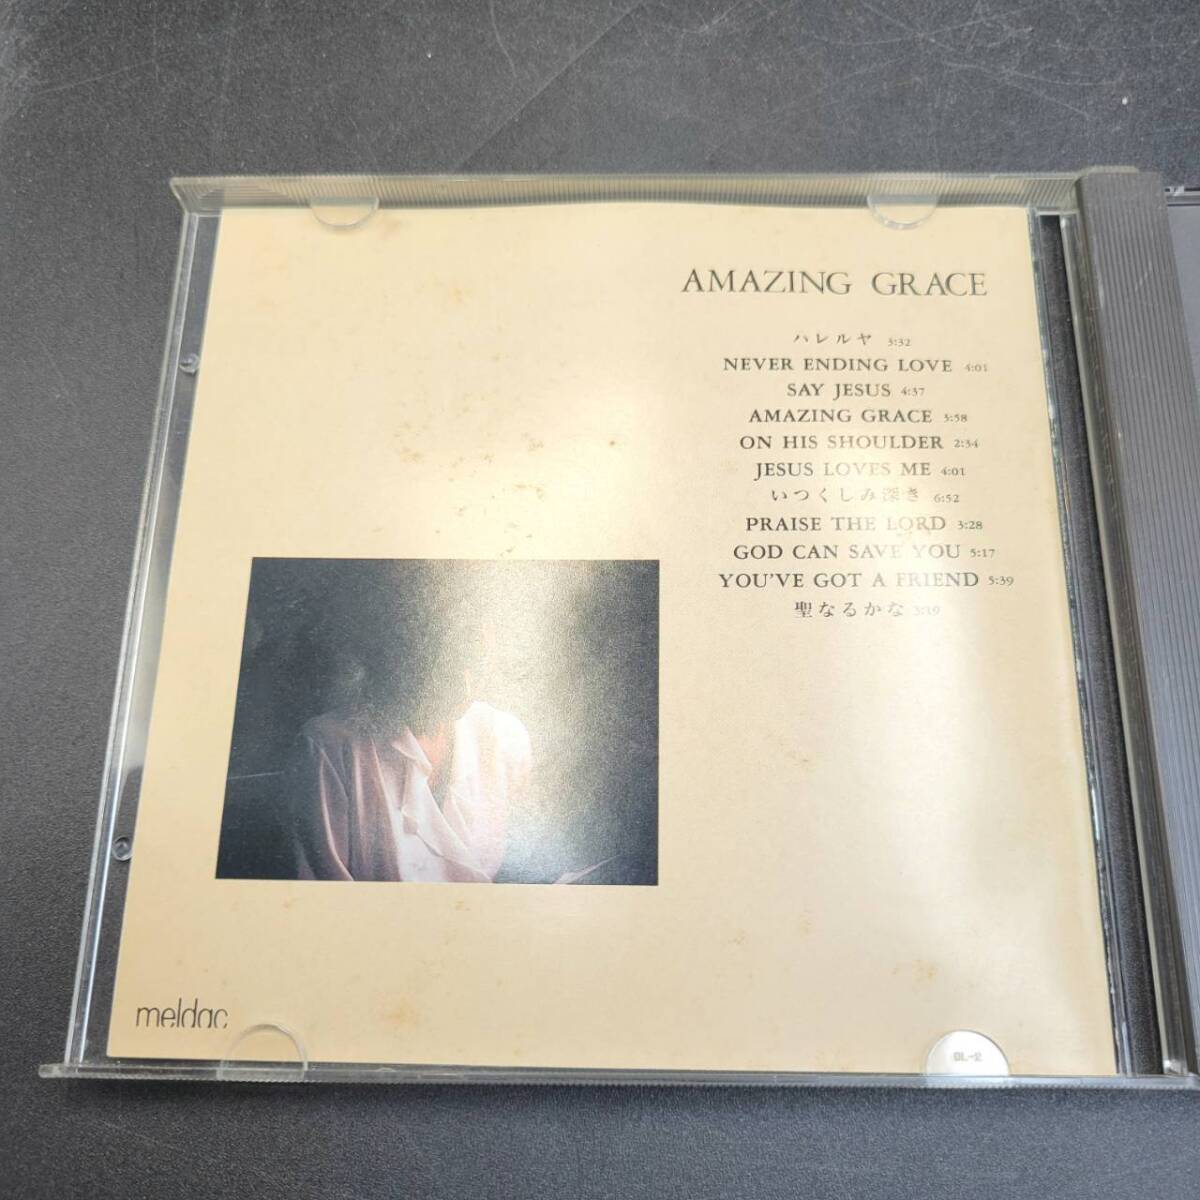 AMAZING GRACE
ハレルヤ 3:32
NEVER ENDING LOVE 4:01
SAY JESUS 4:37
AMAZING GRACE 3:58
ON HIS SHOULDER 2:34
JESUS LOVES ME 4:01
いつくしみ深き 6:52
PRAISE THE LORD 3:28
GOD CAN SAVE YOU 5:17
YOU'VE GOT A FRIEND 5:39
聖なるかな 3:19
meldac
DL-2